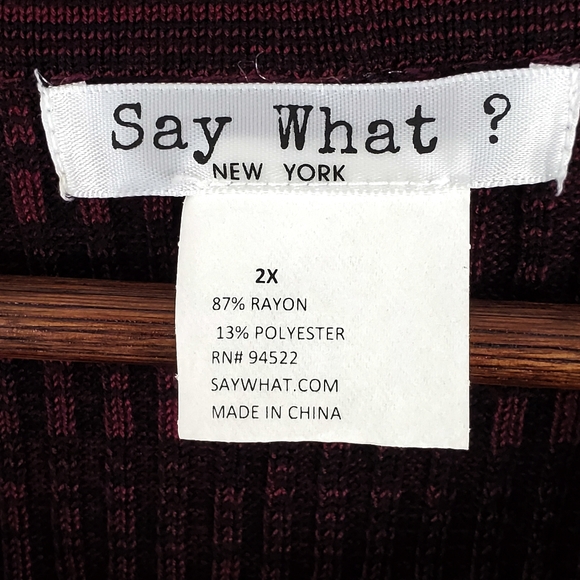 Say What ?
NEW YORK
2X
87% RAYON
13% POLYESTER
RN# 94522
SAYWHAT.COM
MADE IN CHINA